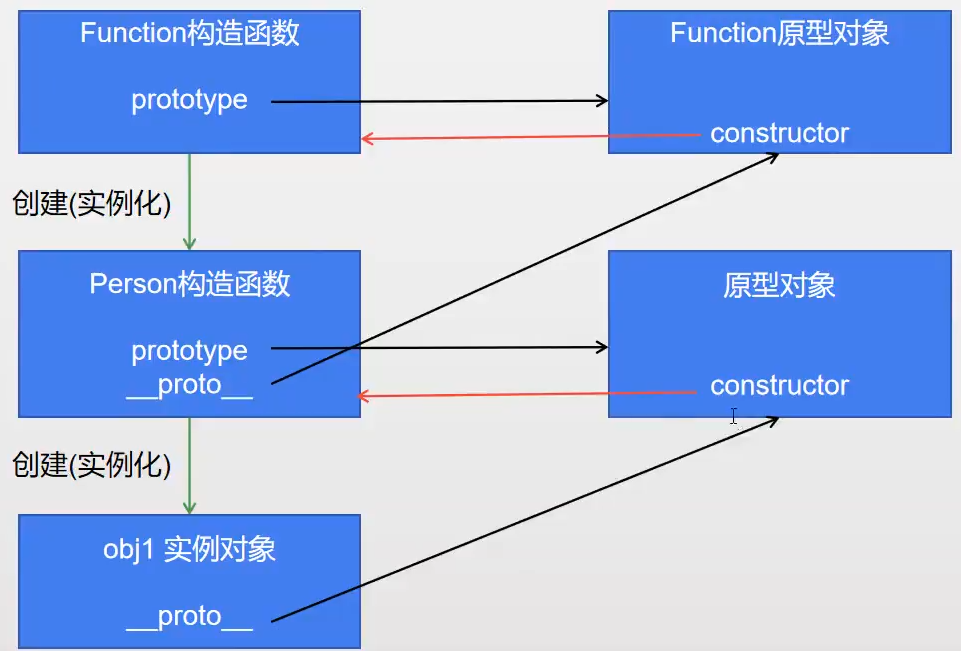 Function构造函数
prototype
Function原型对象
constructor
创建(实例化)
Person构造函数
prototype
__proto__
原型对象
constructor
创建(实例化)
obj1 实例对象
__proto__